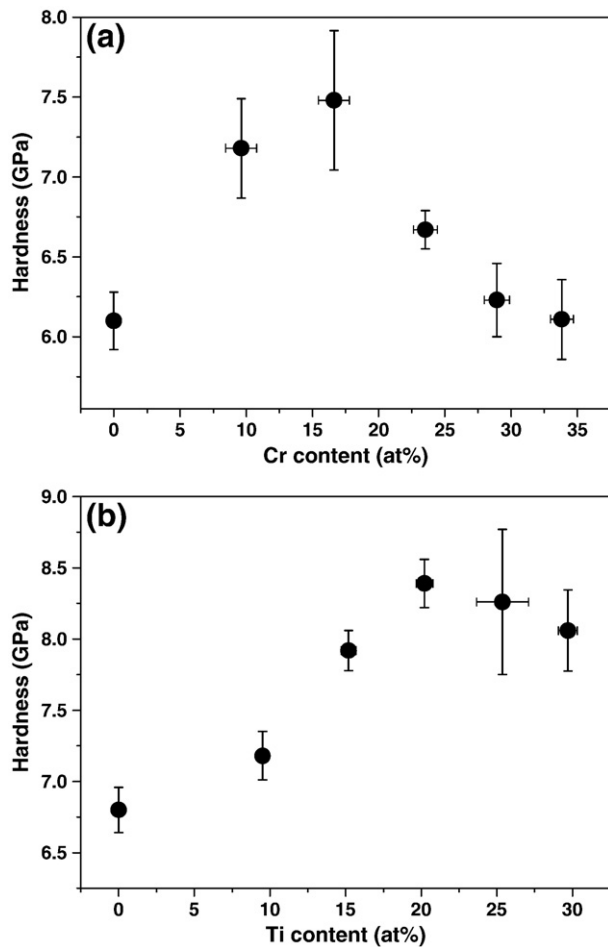 (a)
Hardness (GPa)
8.0
7.5
7.0
6.5
6.0
0 5 10 15 20 25 30 35
Cr content (at%)
(b)
Hardness (GPa)
9.0
8.5
8.0
7.5
7.0
6.5
0 5 10 15 20 25 30
Ti content (at%)